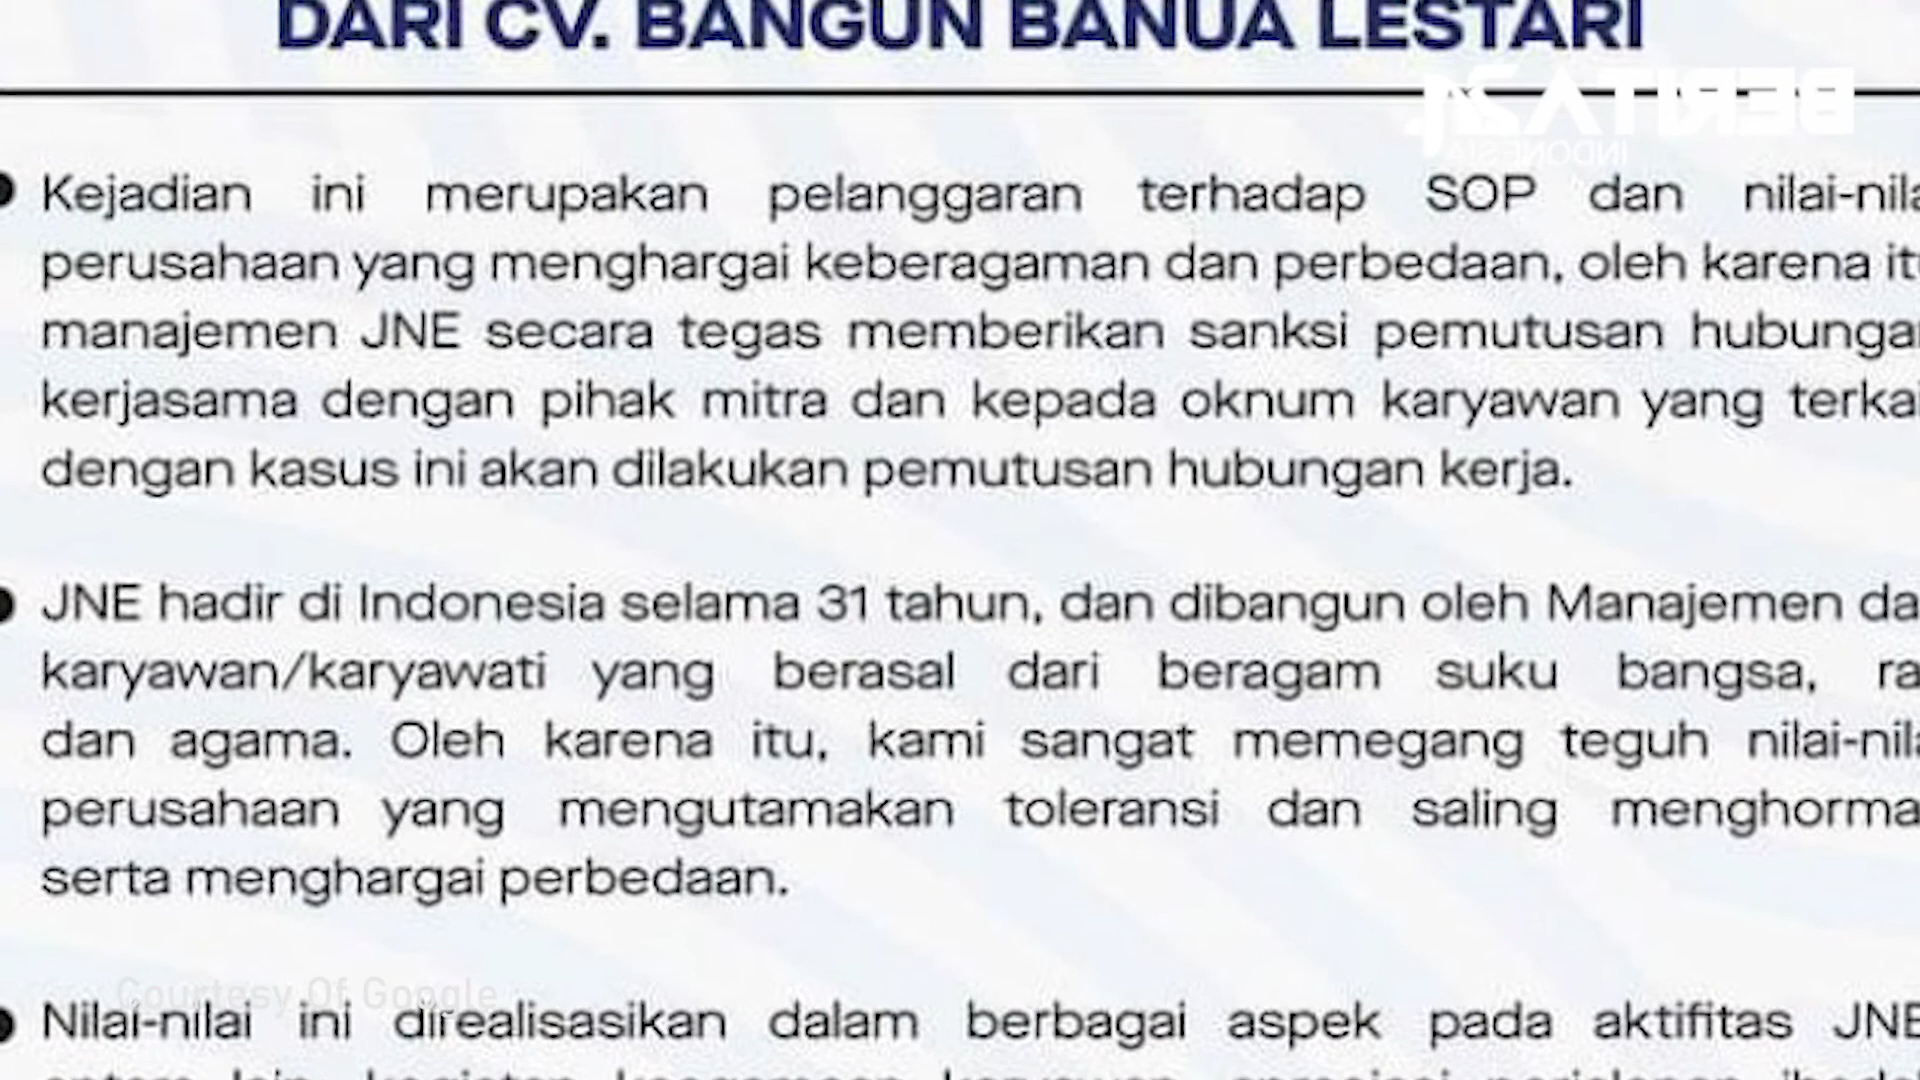 DARI CV. BANGUN BANUA LESTARI
BERITA 21
INDONESIA
Kejadian ini merupakan pelanggaran terhadap SOP dan nilai-nila
perusahaan yang menghargai keberagaman dan perbedaan, oleh karena itu
manajemen JNE secara tegas memberikan sanksi pemutusan hubungan
kerjasama dengan pihak mitra dan kepada oknum karyawan yang terkai
dengan kasus ini akan dilakukan pemutusan hubungan kerja.
JNE hadir di Indonesia selama 31 tahun, dan dibangun oleh Manajemen da
karyawan/karyawati yang berasal dari beragam suku bangsa, ra
dan agama. Oleh karena itu, kami sangat memegang teguh nilai-nila
perusahaan yang mengutamakan toleransi dan saling menghorma
serta menghargai perbedaan.
Courtesy Of Google
Nilai-nilai ini direalisasikan dalam berbagai aspek pada aktifitas JNE